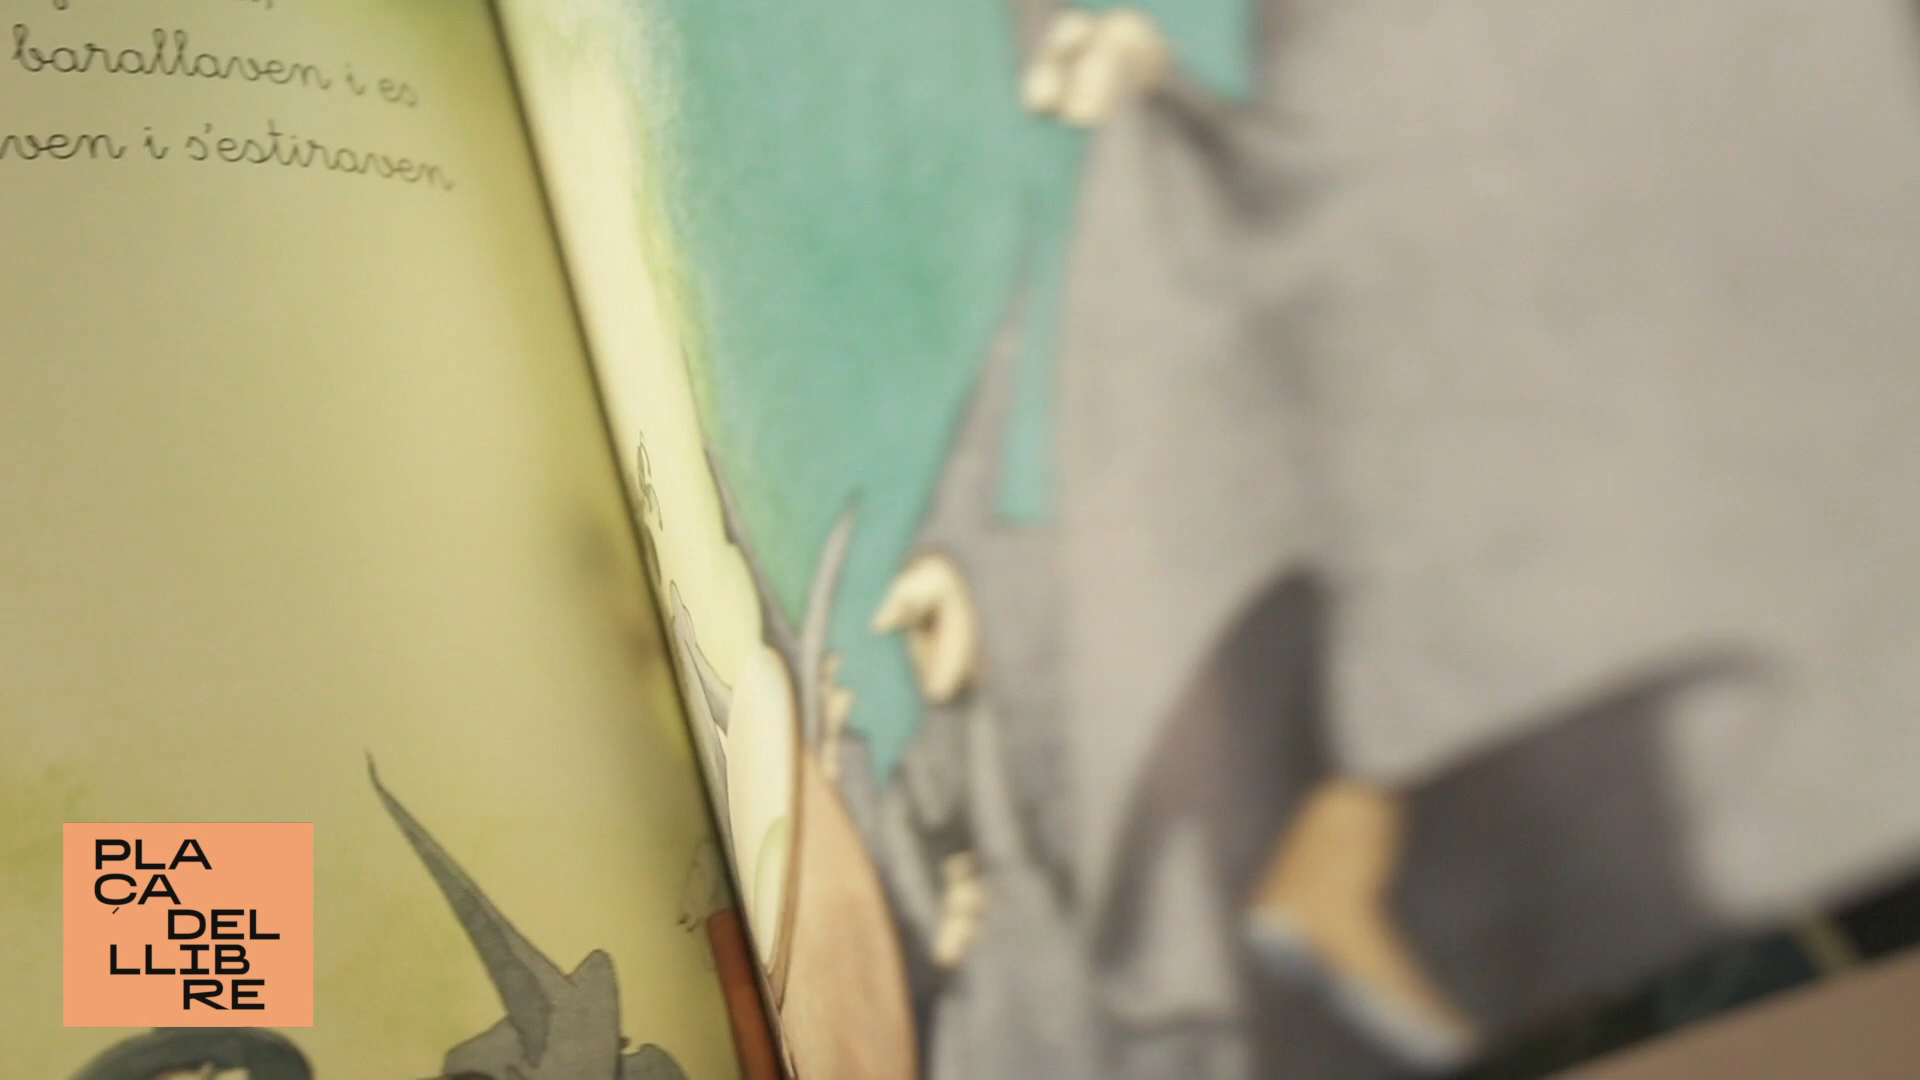 barallaven i es
ven i s'estiraven
PLA
ÇA
DEL
LLIB
RE